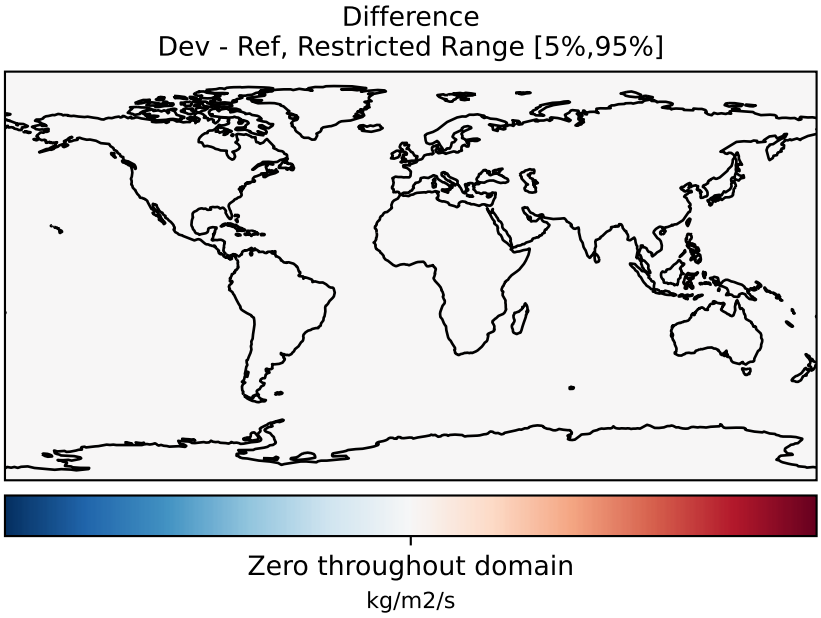 Difference
Dev - Ref, Restricted Range [5%,95%]
Zero throughout domain
kg/m2/s